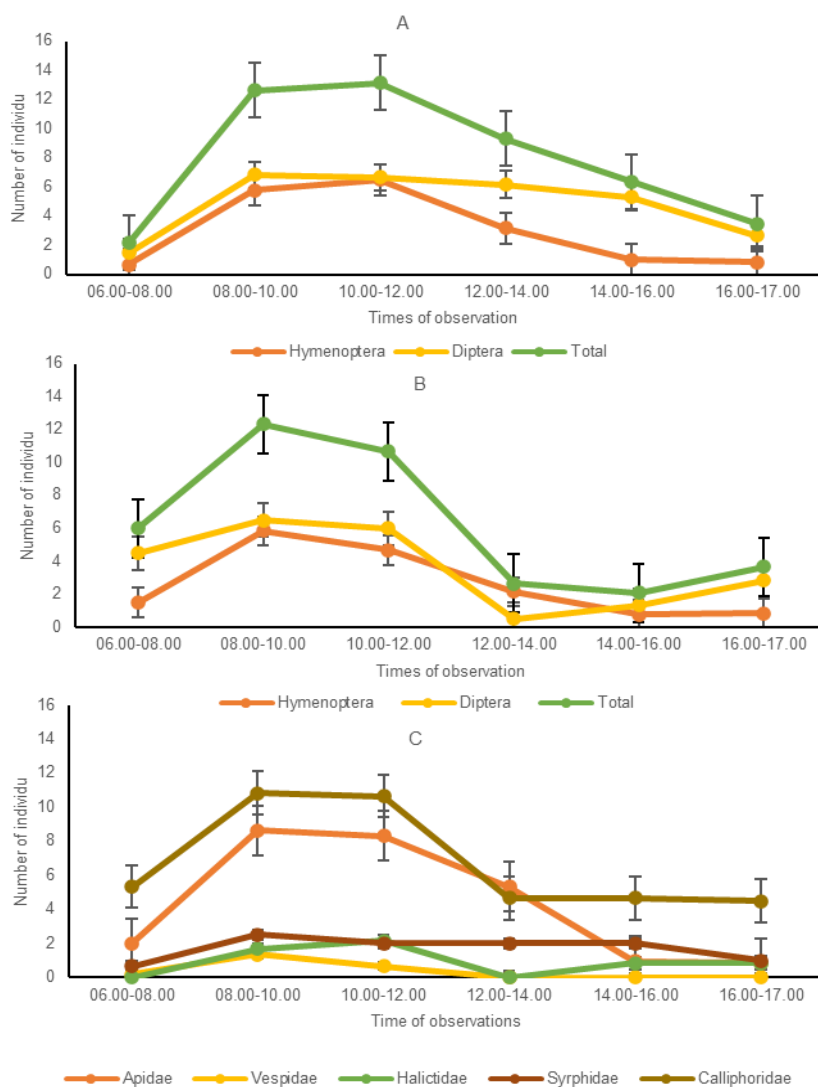 A
Number of individu
16
14
12
10
8
6
4
2
0
06.00-08.00 08.00-10.00 10.00-12.00 12.00-14.00 14.00-16.00 16.00-17.00
Times of observation
Hymenoptera Diptera Total
B
Number of individu
16
14
12
10
8
6
4
2
0
06.00-08.00 08.00-10.00 10.00-12.00 12.00-14.00 14.00-16.00 16.00-17.00
Times of observation
Hymenoptera Diptera Total
C
Number of individu
16
14
12
10
8
6
4
2
0
06.00-08.00 08.00-10.00 10.00-12.00 12.00-14.00 14.00-16.00 16.00-17.00
Time of observations
Apidae Vespidae Halictidae Syrphidae Calliphoridae